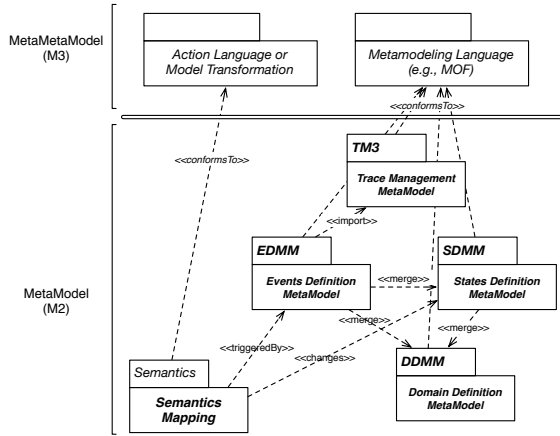 MetaMetaModel
(M3)
Action Language or
Model Transformation
Metamodeling Language
(e.g., MOF)
<<conformsTo>>
<<conformsTo>>
TM3
Trace Management
MetaModel
<<import>>
EDMM
Events Definition
MetaModel
SDMM
States Definition
MetaModel
<<merge>>
MetaModel
(M2)
<<merge>>
<<merge>>
<<triggeredBy>>
<<changes>>
DDMM
Domain Definition
MetaModel
Semantics
Semantics
Mapping